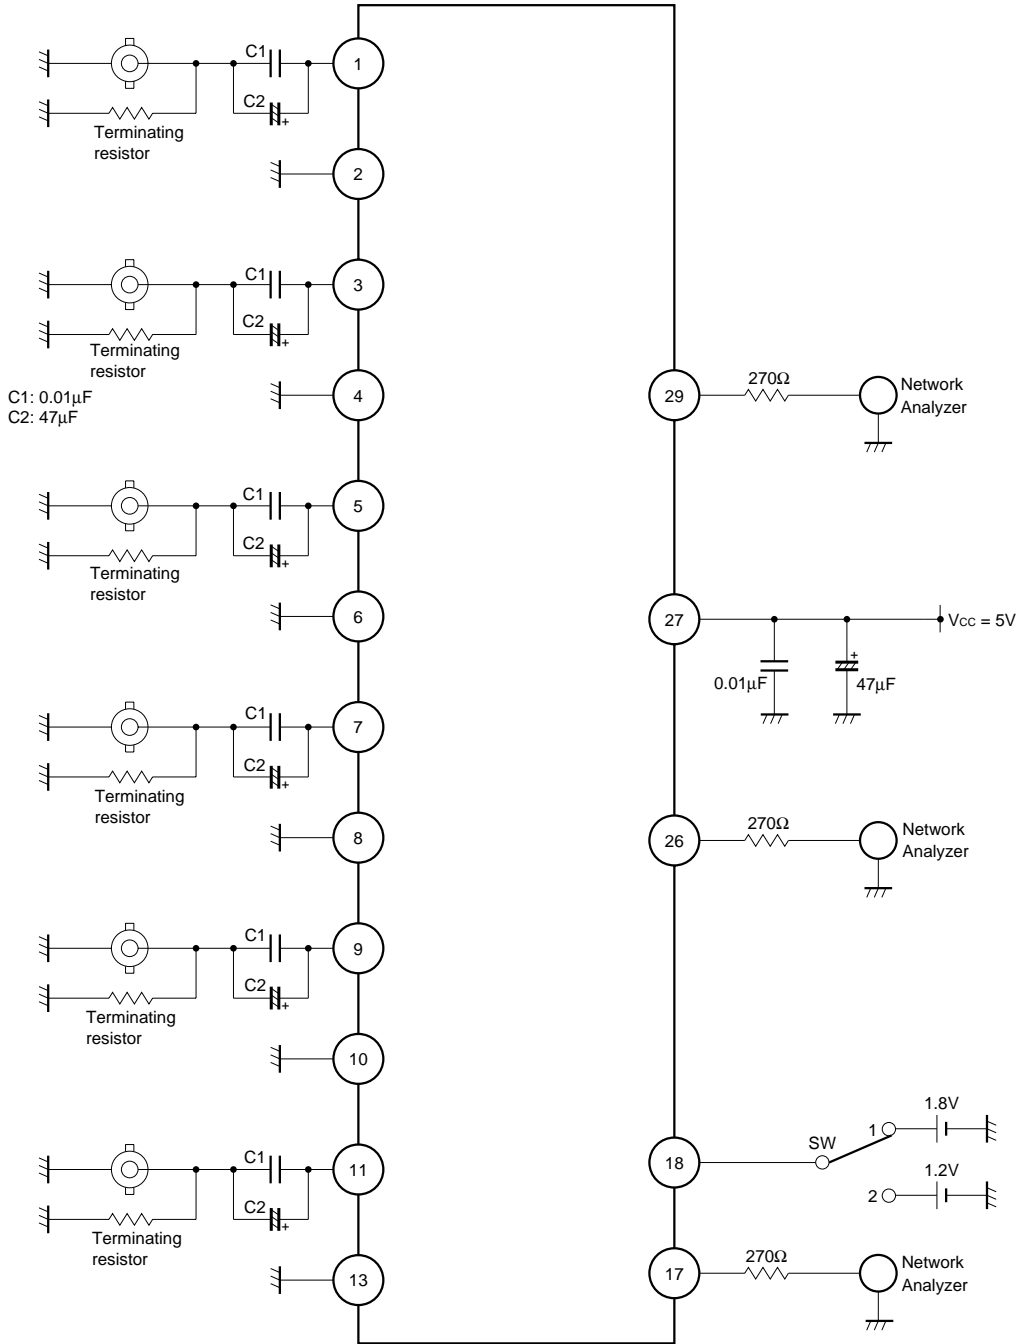 C1
1
C2
Terminating
resistor
2
C1
3
C2
Terminating
resistor
C1: 0.01μF
C2: 47μF
4
29
270Ω
Network
Analyzer
C1
5
C2
Terminating
resistor
6
27
VCC = 5V
0.01μF
47μF
C1
7
C2
Terminating
resistor
8
26
270Ω
Network
Analyzer
C1
9
C2
Terminating
resistor
10
1.8V
1
SW
18
1.2V
2
C1
11
C2
Terminating
resistor
13
17
270Ω
Network
Analyzer